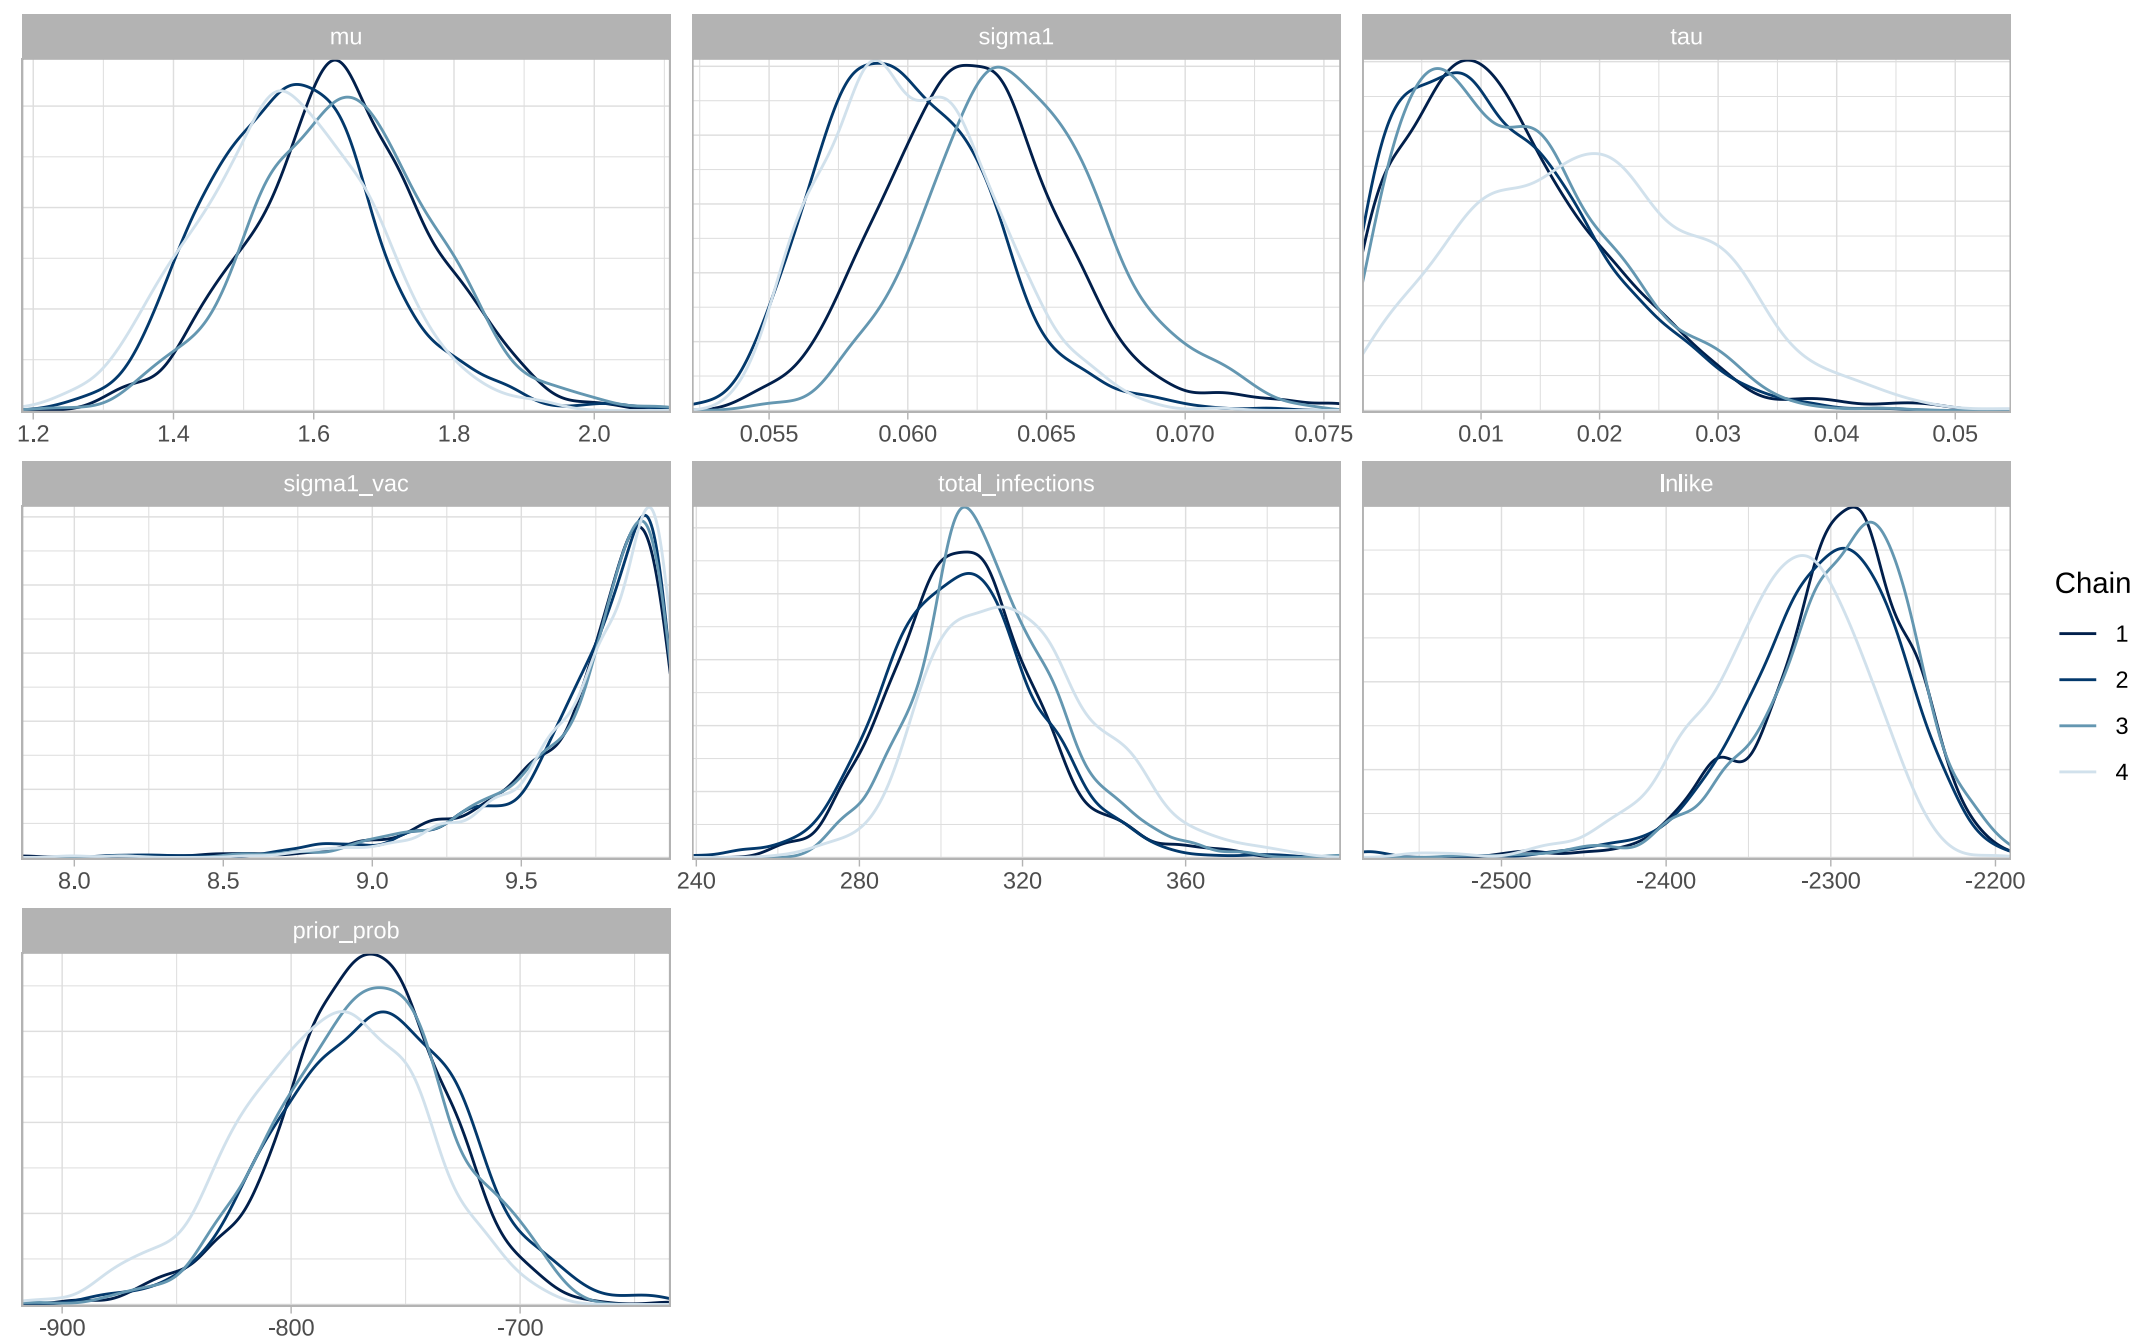 mu
sigma1
tau
1.2 1.4 1.6 1.8 2.0
0.055 0.060 0.065 0.070 0.075
0.01 0.02 0.03 0.04 0.05
sigma1_vac
total_infections
lnlike
8.0 8.5 9.0 9.5
240 280 320 360
-2500 -2400 -2300 -2200
prior_prob
-900 -800 -700
Chain
1
2
3
4